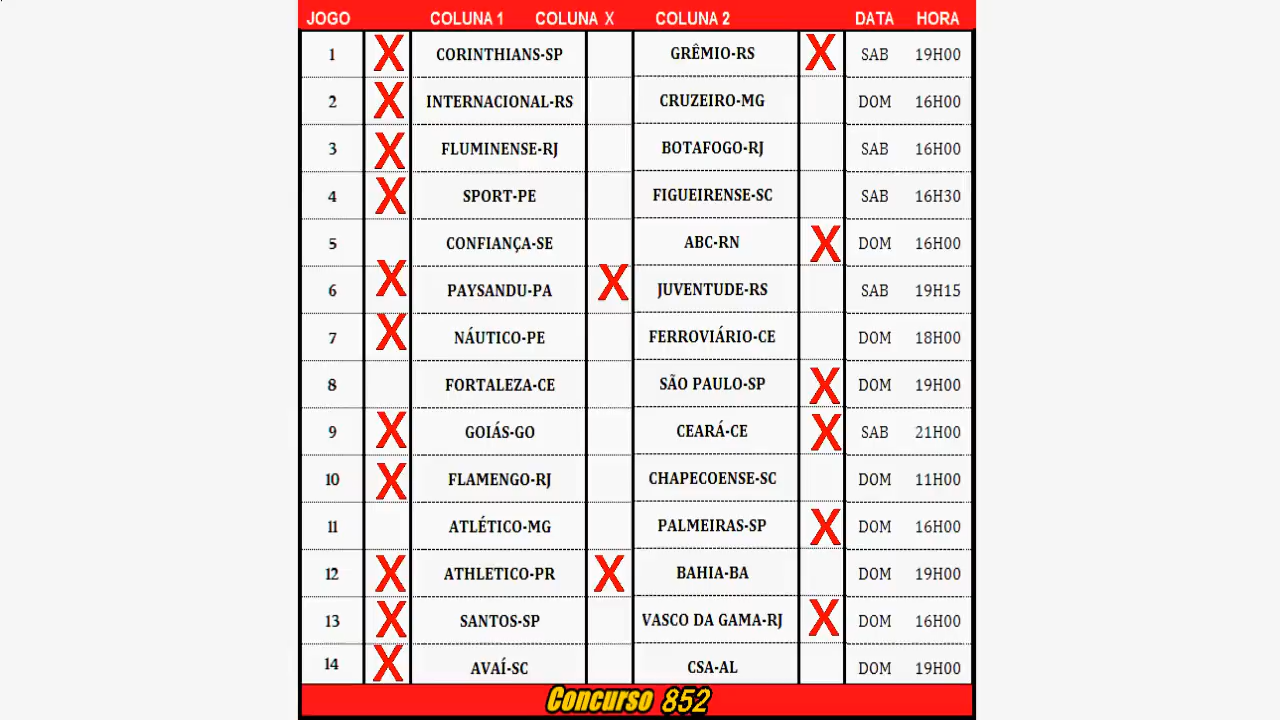 JOGO COLUNA 1 COLUNA X COLUNA 2 DATA HORA
1 X CORINTHIANS-SP GRÊMIO-RS X SAB 19H00
2 X INTERNACIONAL-RS CRUZEIRO-MG DOM 16H00
3 X FLUMINENSE-RJ BOTAFOGO-RJ SAB 16H00
4 X SPORT-PE FIGUEIRENSE-SC SAB 16H30
5 CONFIANÇA-SE ABC-RN X DOM 16H00
6 X PAYSANDU-PA X JUVENTUDE-RS SAB 19H15
7 X NÁUTICO-PE FERROVIÁRIO-CE DOM 18H00
8 FORTALEZA-CE SÃO PAULO-SP X DOM 19H00
9 X GOIÁS-GO CEARÁ-CE X SAB 21H00
10 X FLAMENGO-RJ CHAPECOENSE-SC DOM 11H00
11 ATLÉTICO-MG PALMEIRAS-SP X DOM 16H00
12 X ATHLETICO-PR X BAHIA-BA DOM 19H00
13 X SANTOS-SP VASCO DA GAMA-RJ X DOM 16H00
14 X AVAÍ-SC CSA-AL DOM 19H00
Concurso 852